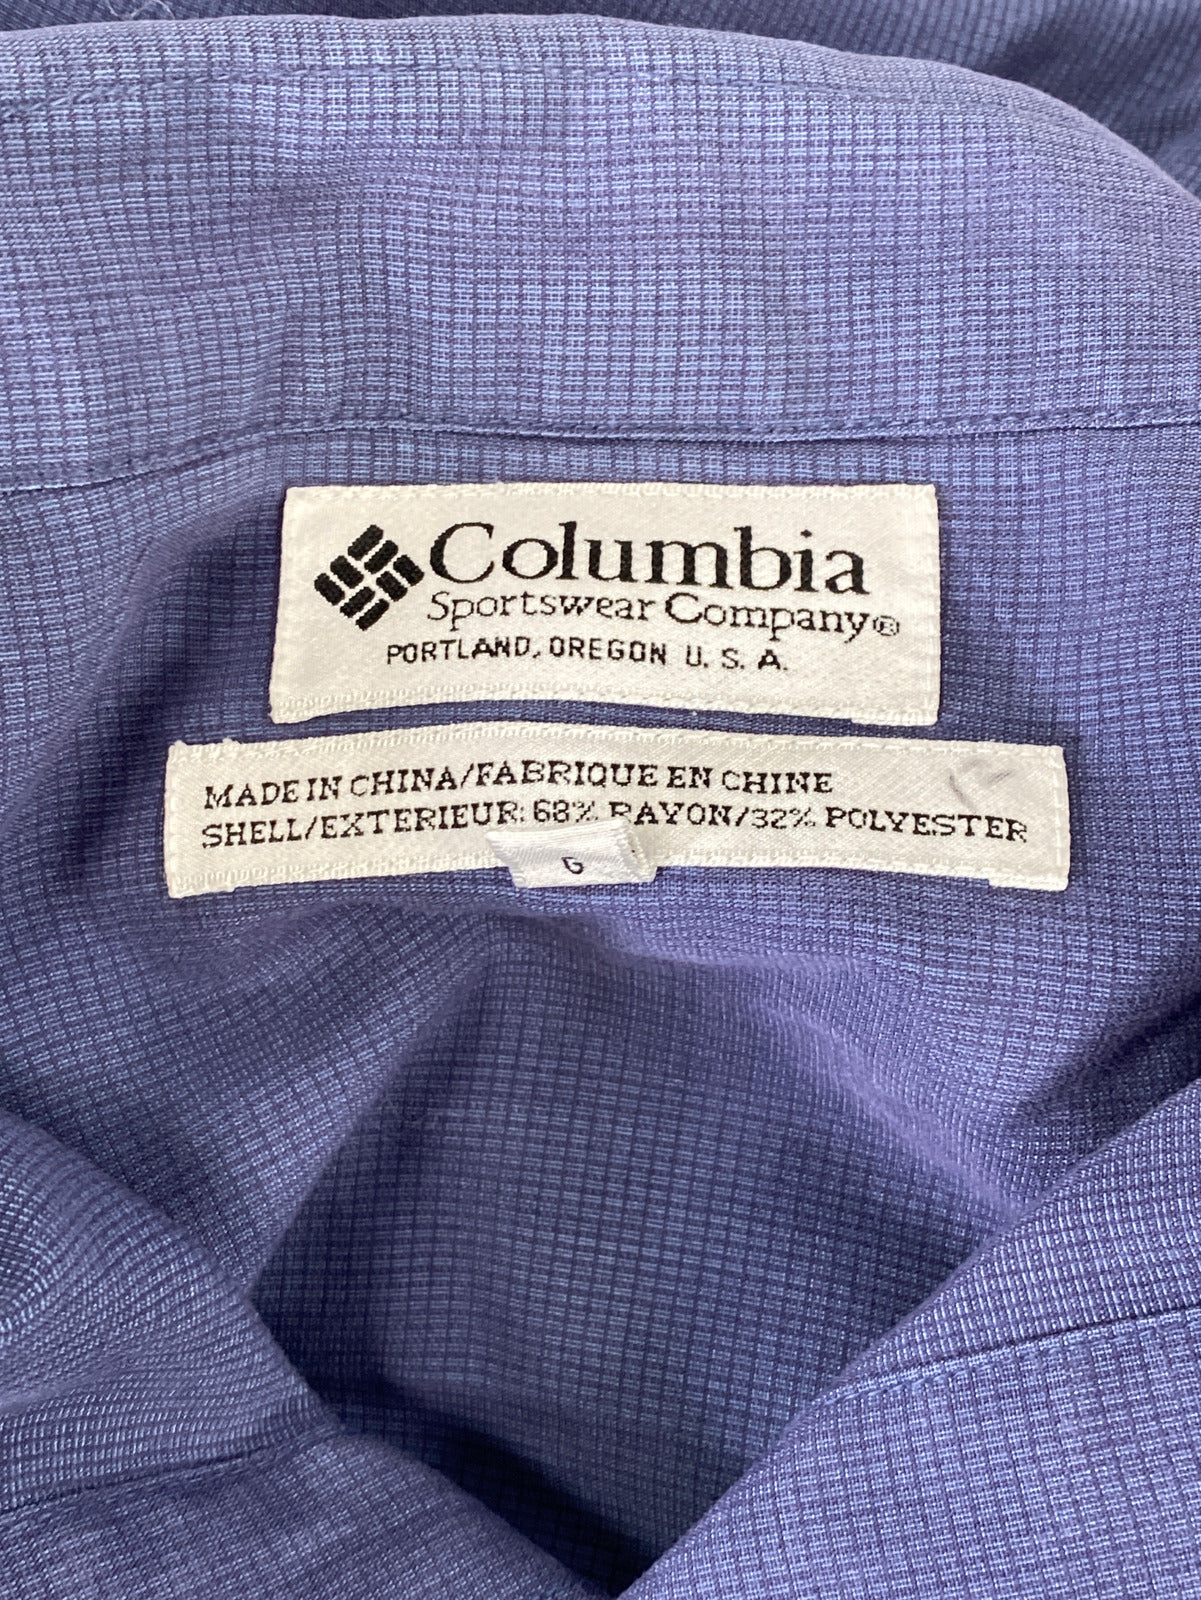 Columbia
Sportswear Company®
PORTLAND, OREGON U. S. A.
MADE IN CHINA/FABRIQUE EN CHINE
SHELL/EXTERIEUR: 68% RAYON/32% POLYESTER
G